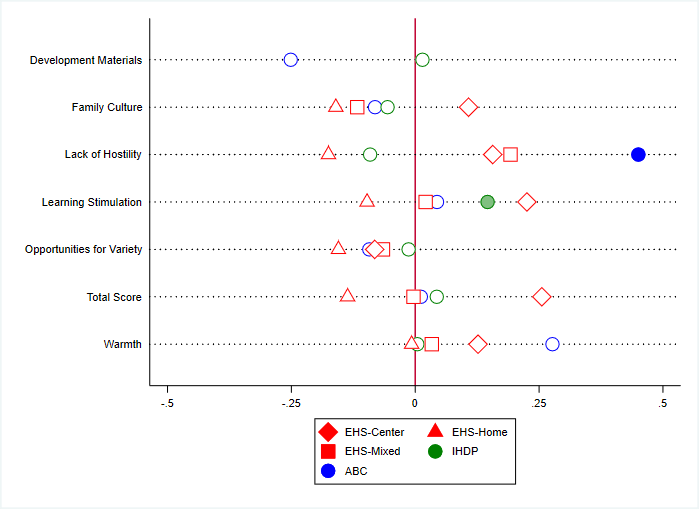 Development Materials
Family Culture
Lack of Hostility
Learning Stimulation
Opportunities for Variety
Total Score
Warmth
-.5 -.25 0 .25 .5
EHS-Center EHS-Home
EHS-Mixed IHDP
ABC